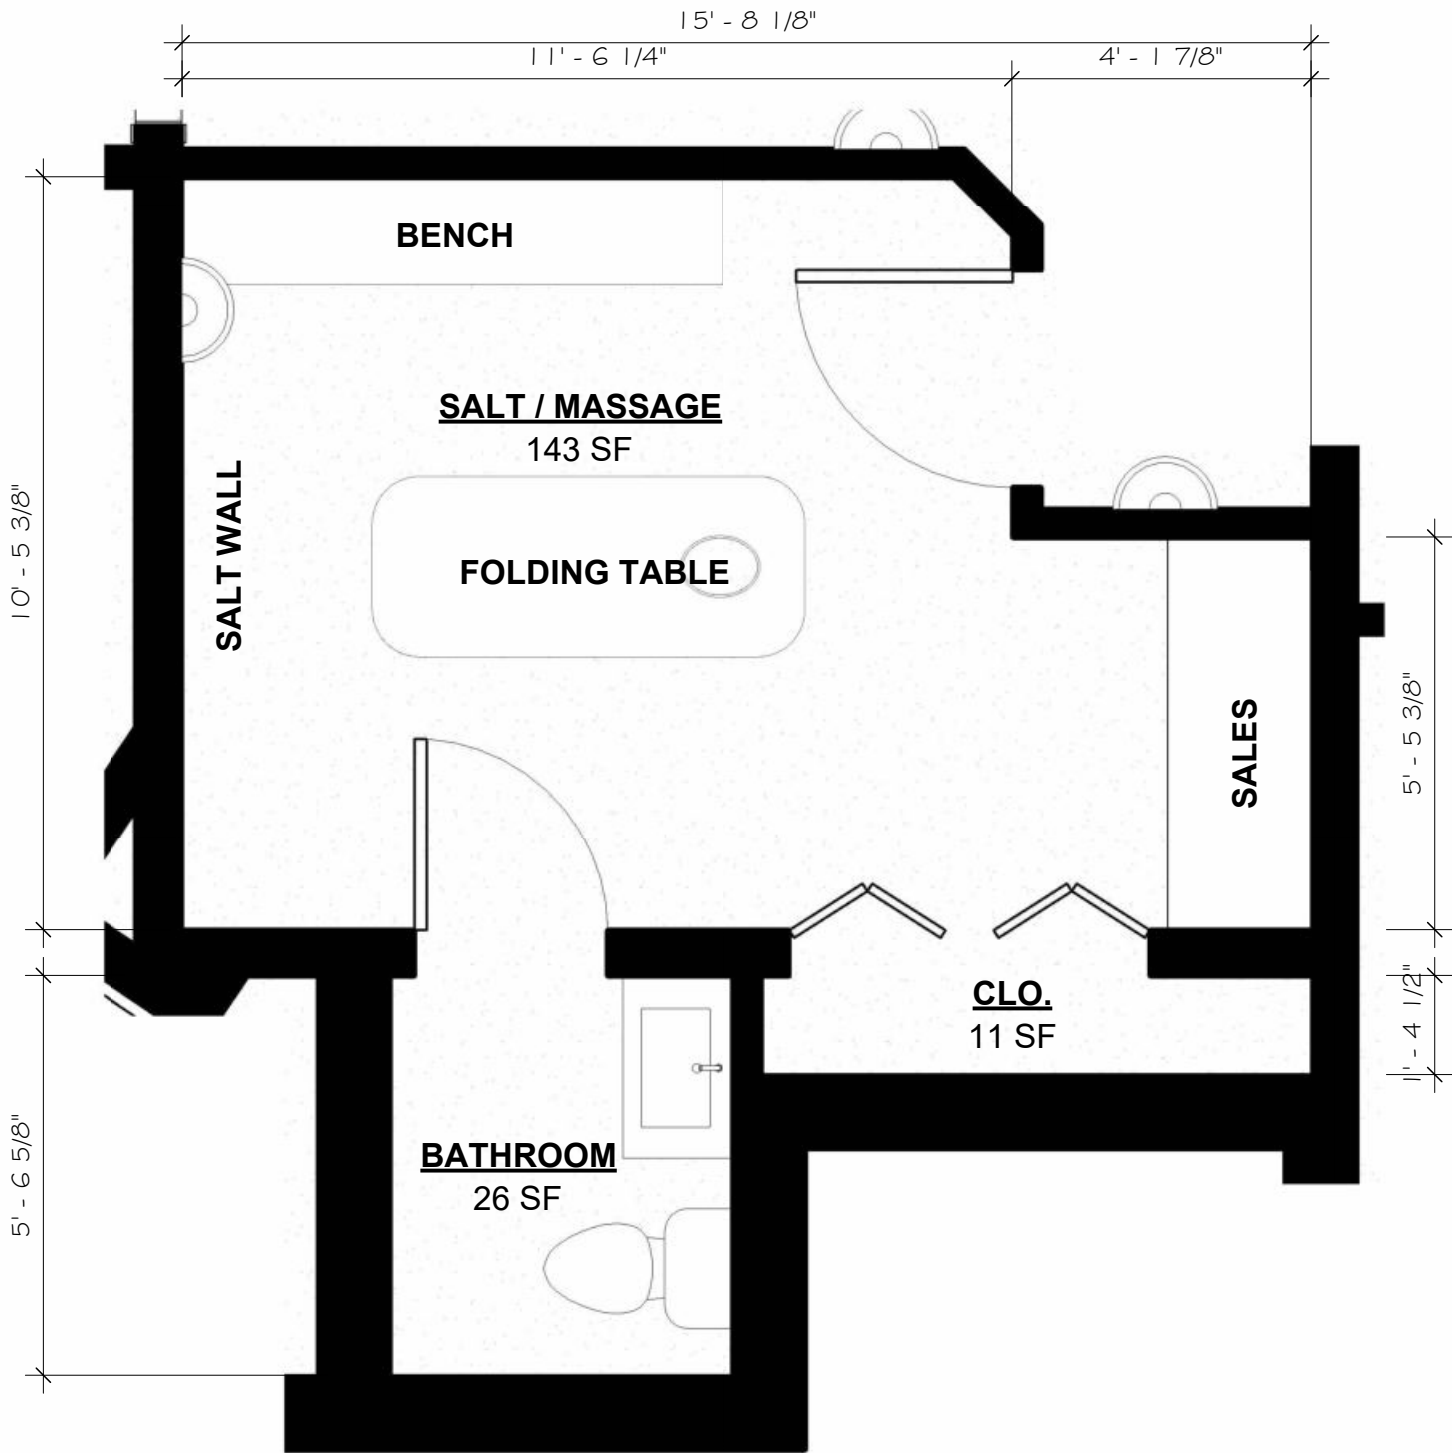 15' - 8 1/8"
11' - 6 1/4"
4' - 1 7/8"
BENCH
SALT / MASSAGE
143 SF
SALT WALL
10' - 5 3/8"
FOLDING TABLE
5' - 5 3/8"
SALES
CLO.
11 SF
1' - 4 1/2"
BATHROOM
26 SF
5' - 6 5/8"